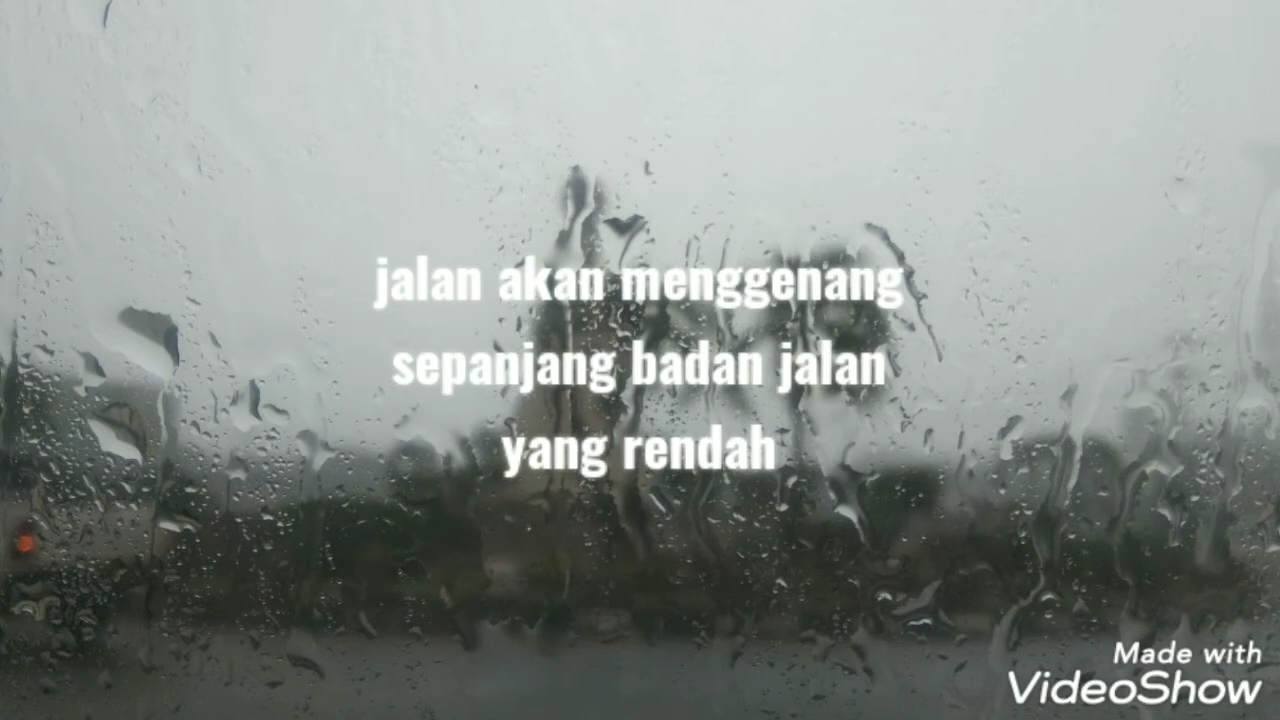 jalan akan menggenang
sepanjang badan jalan
yang rendah
Made with
VideoShow